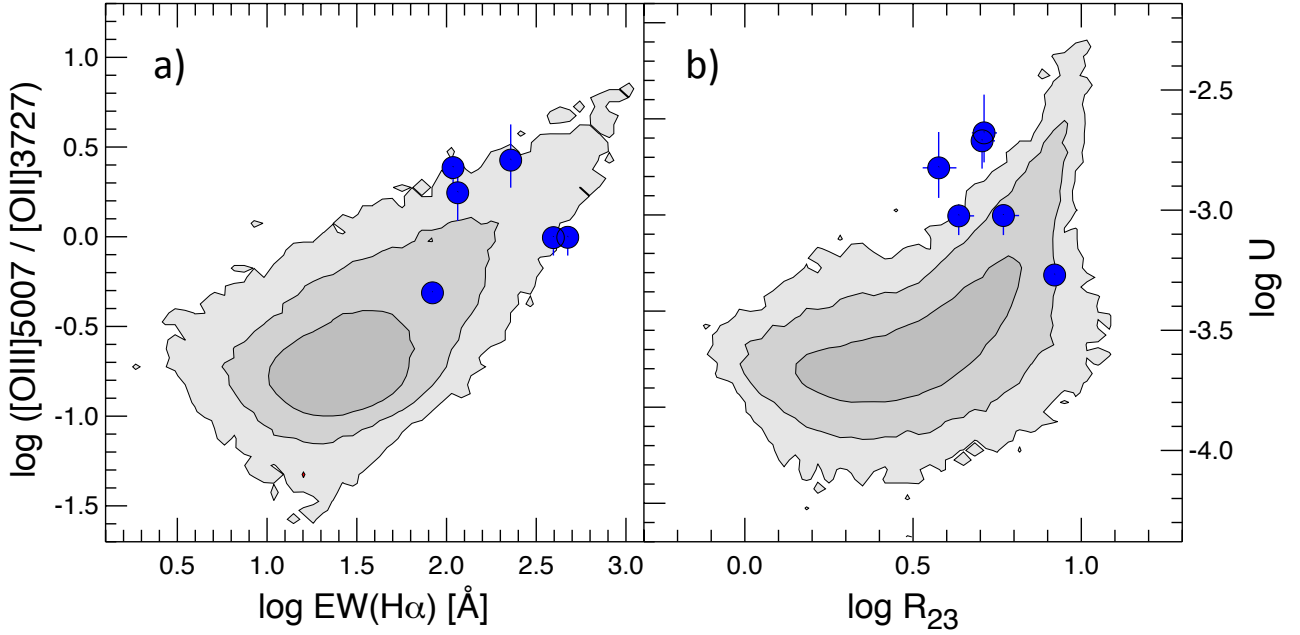 a)
b)
log ([OIII]5007 / [OII]3727)
1.0
0.5
0.0
-0.5
-1.0
-1.5
0.5 1.0 1.5 2.0 2.5 3.0
log EW(Hα) [Å]
0.0 0.5 1.0
log R23
-2.5
-3.0
-3.5
-4.0
log U